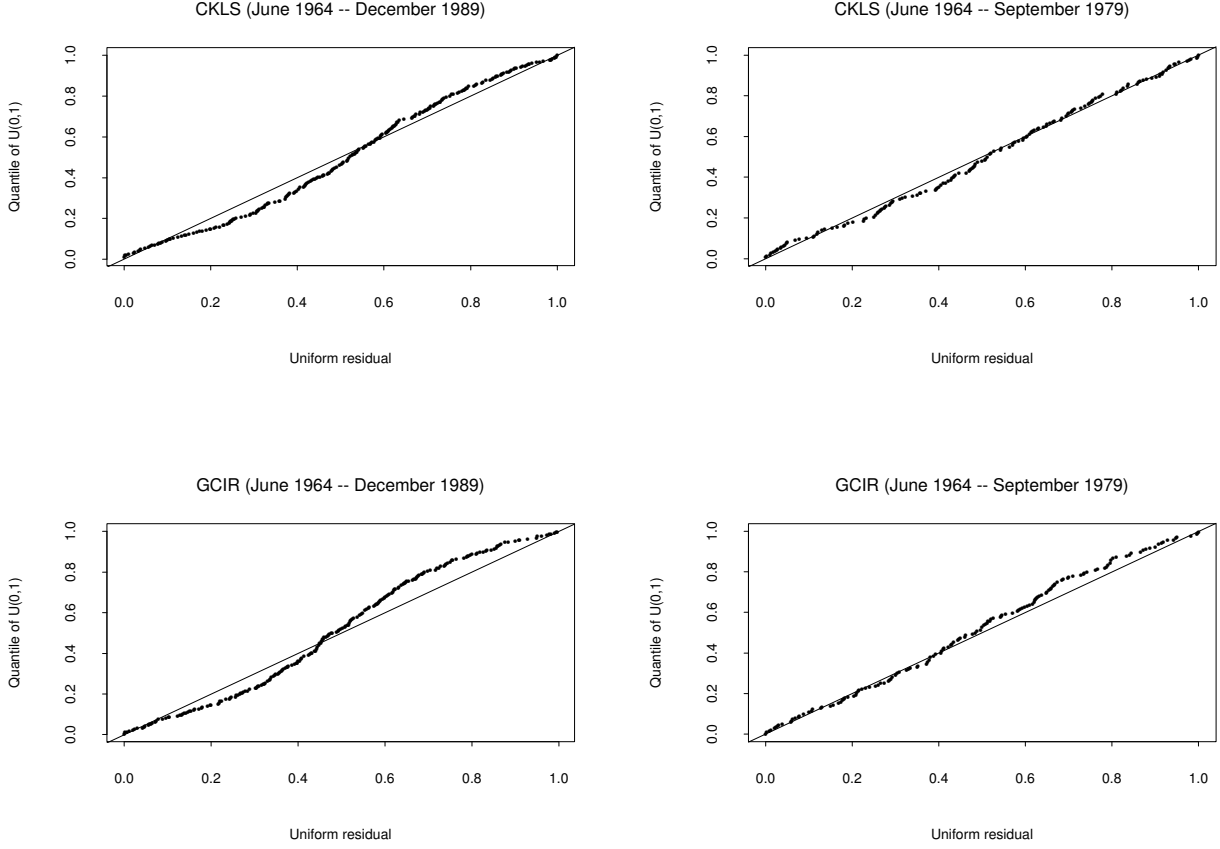 CKLS (June 1964 -- December 1989)
Quantile of U(0,1)
0.0 0.2 0.4 0.6 0.8 1.0
0.0 0.2 0.4 0.6 0.8 1.0
Uniform residual
CKLS (June 1964 -- September 1979)
Quantile of U(0,1)
0.0 0.2 0.4 0.6 0.8 1.0
0.0 0.2 0.4 0.6 0.8 1.0
Uniform residual
GCIR (June 1964 -- December 1989)
Quantile of U(0,1)
0.0 0.2 0.4 0.6 0.8 1.0
0.0 0.2 0.4 0.6 0.8 1.0
Uniform residual
GCIR (June 1964 -- September 1979)
Quantile of U(0,1)
0.0 0.2 0.4 0.6 0.8 1.0
0.0 0.2 0.4 0.6 0.8 1.0
Uniform residual